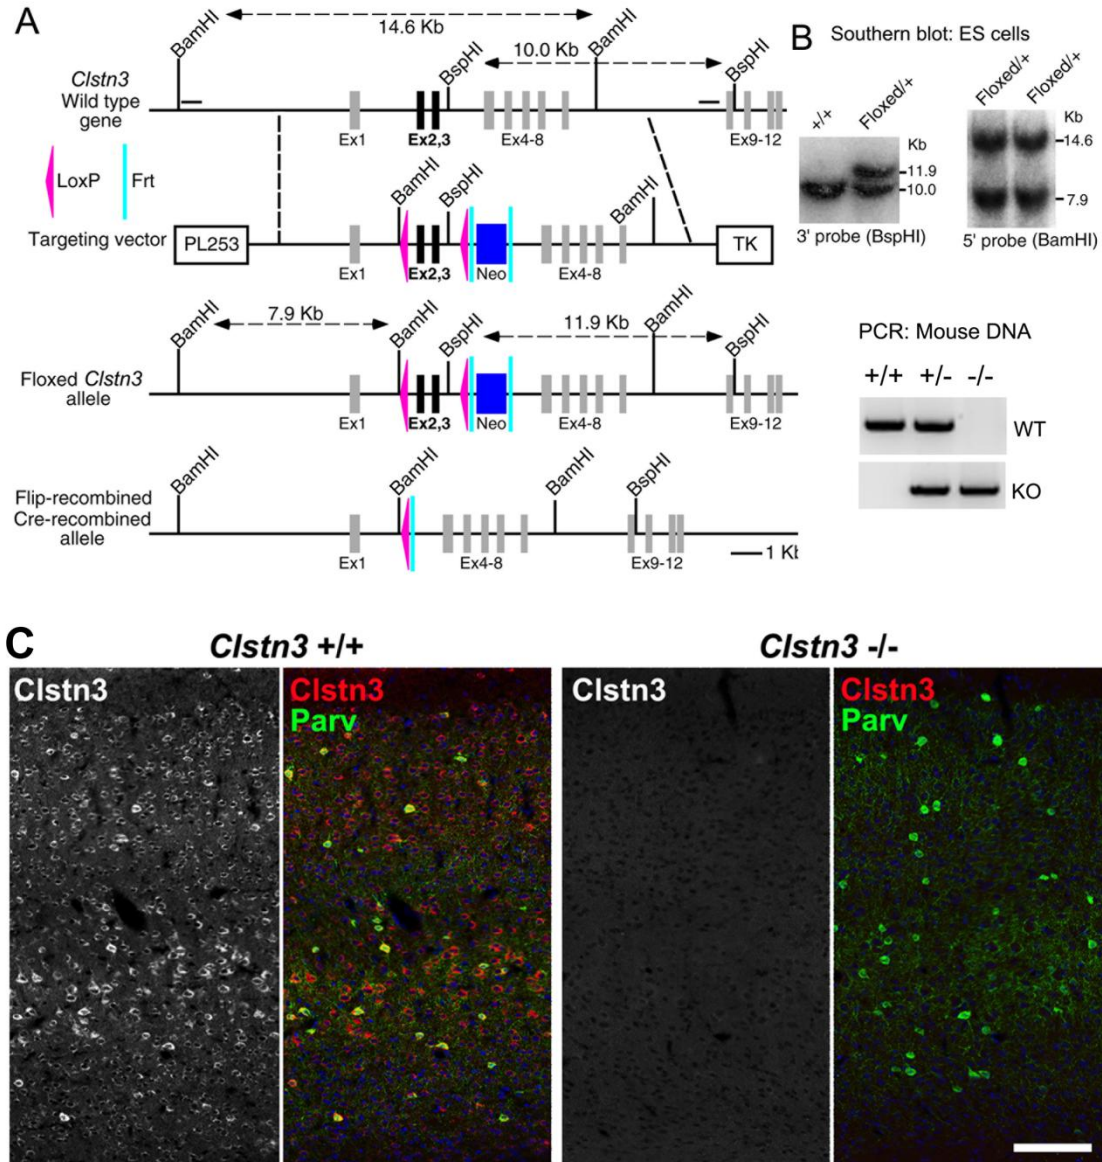 A
BamHI
14.6 Kb
BamHI
BspHI
10.0 Kb
BspHI
Clstn3
Wild type
gene
Ex1
Ex2,3
Ex4-8
Ex9-12
LoxP
Frt
BamHI
BspHI
BamHI
Targeting vector
PL253
TK
Ex1
Ex2,3
Neo
Ex4-8
BamHI
7.9 Kb
BamHI
BspHI
11.9 Kb
BamHI
BspHI
Floxed Clstn3
allele
Ex1
Ex2,3
Neo
Ex4-8
Ex9-12
BamHI
BamHI
BamHI
BspHI
Flip-recombined
Cre-recombined
allele
Ex1
Ex4-8
Ex9-12
1 Kb
B
Southern blot: ES cells
+/+
Floxed/+
Kb
11.9
10.0
3' probe (BspHI)
Floxed/+
Floxed/+
Kb
14.6
7.9
5' probe (BamHI)
PCR: Mouse DNA
+/+ +/- -/-
WT
KO
C
Clstn3 +/+
Clstn3 -/-
Clstn3
Clstn3
Parv
Clstn3
Clstn3
Parv